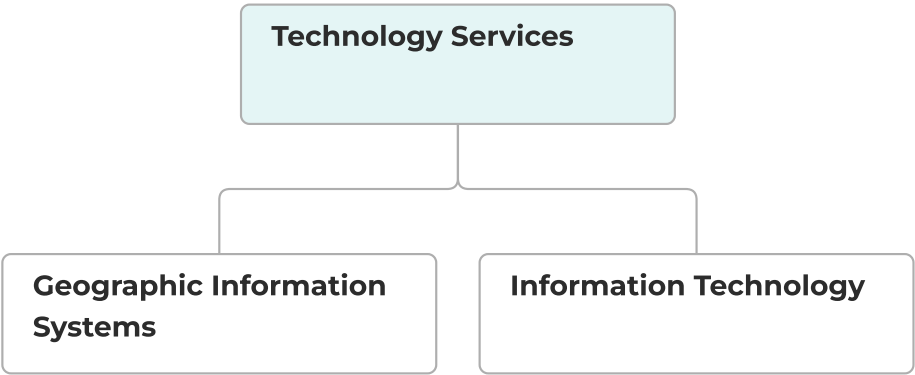 Technology Services
Geographic Information
Systems
Information Technology